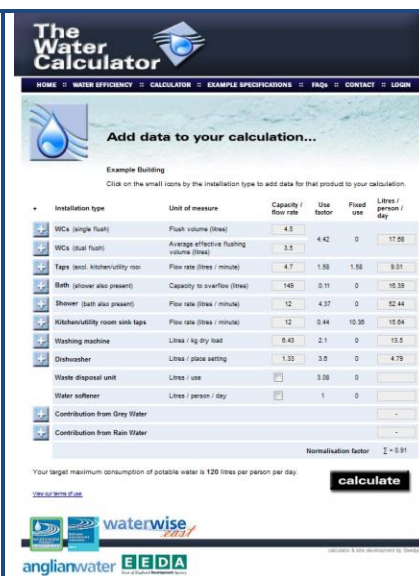 The
Water
Calculator
HOME :: WATER EFFICIENCY :: CALCULATOR :: EXAMPLE SPECIFICATIONS :: FAQs :: CONTACT :: LOGIN
Add data to your calculation...
Example Building
Click on the small icons by the installation type to add data for that product to your calculation.
+ Installation type Unit of measure Capacity / flow rate Use factor Fixed use Litres / person / day
WCs (single flush) Flush volume (litres) 4.5
4.42 0 17.68
WCs (dual flush) Average effective flushing volume (litres) 3.5
Taps (excl. kitchen/utility roo Flow rate (litres / minute) 4.7 1.58 1.58 9.01
Bath (shower also present) Capacity to overflow (litres) 149 0.11 0 16.39
Shower (bath also present) Flow rate (litres / minute) 12 4.37 0 52.44
Kitchen/utility room sink taps Flow rate (litres / minute) 12 0.44 10.36 15.64
Washing machine Litres / kg dry load 6.43 2.1 0 13.5
Dishwasher Litres / place setting 1.33 3.6 0 4.79
Waste disposal unit Litres / use 3.08 0
Water softener Litres / person / day 1 0
Contribution from Grey Water -
Contribution from Rain Water -
Normalisation factor Σ = 0.91
Your target maximum consumption of potable water is 120 litres per person per day.
calculate
View our terms of use.
waterwise
east
anglianwater EEDA